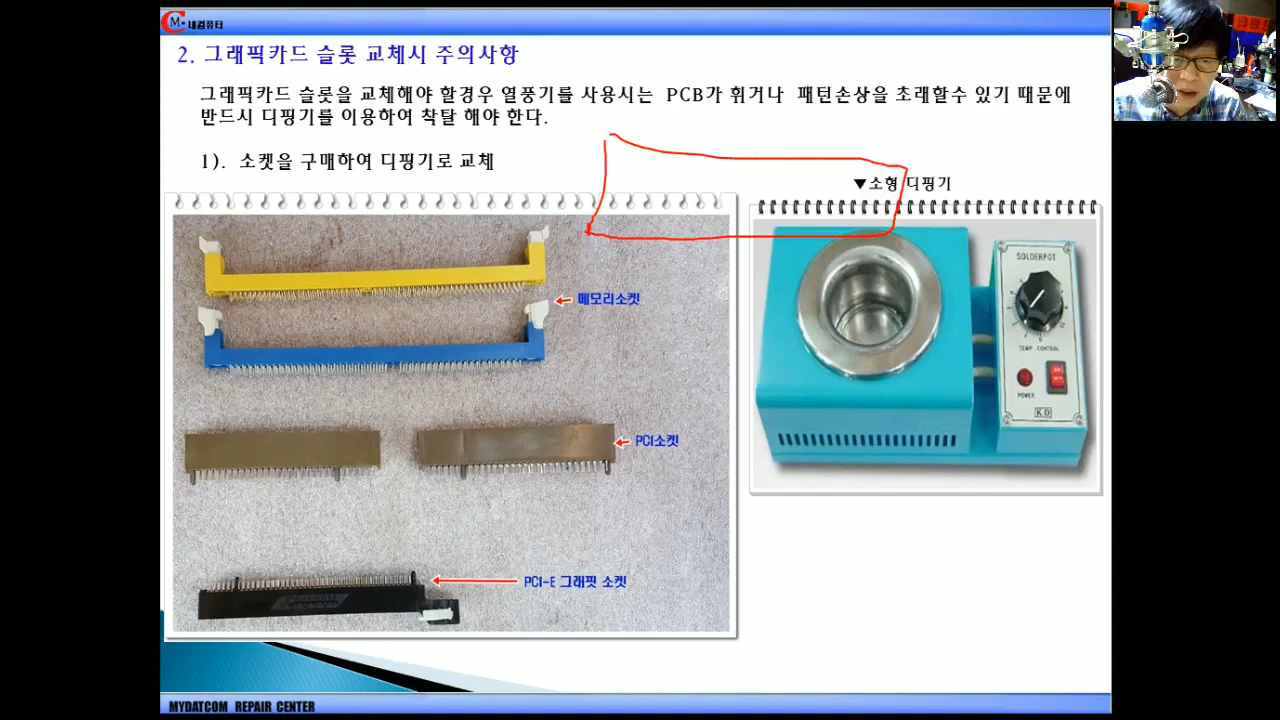 내컴퓨터
2. 그래픽카드 슬롯 교체시 주의사항
그래픽카드 슬롯을 교체해야 할경우 열풍기를 사용시는 PCB가 휘거나 패턴손상을 초래할수 있기 때문에
반드시 디핑기를 이용하여 착탈 해야 한다.
1). 소켓을 구매하여 디핑기로 교체
▼소형 디핑기
메모리소켓
PCI소켓
PCI-E 그래핏 소켓
SOLDERPOT
TEMP. CONTROL
POWER
K.D
MYDATCOM REPAIR CENTER